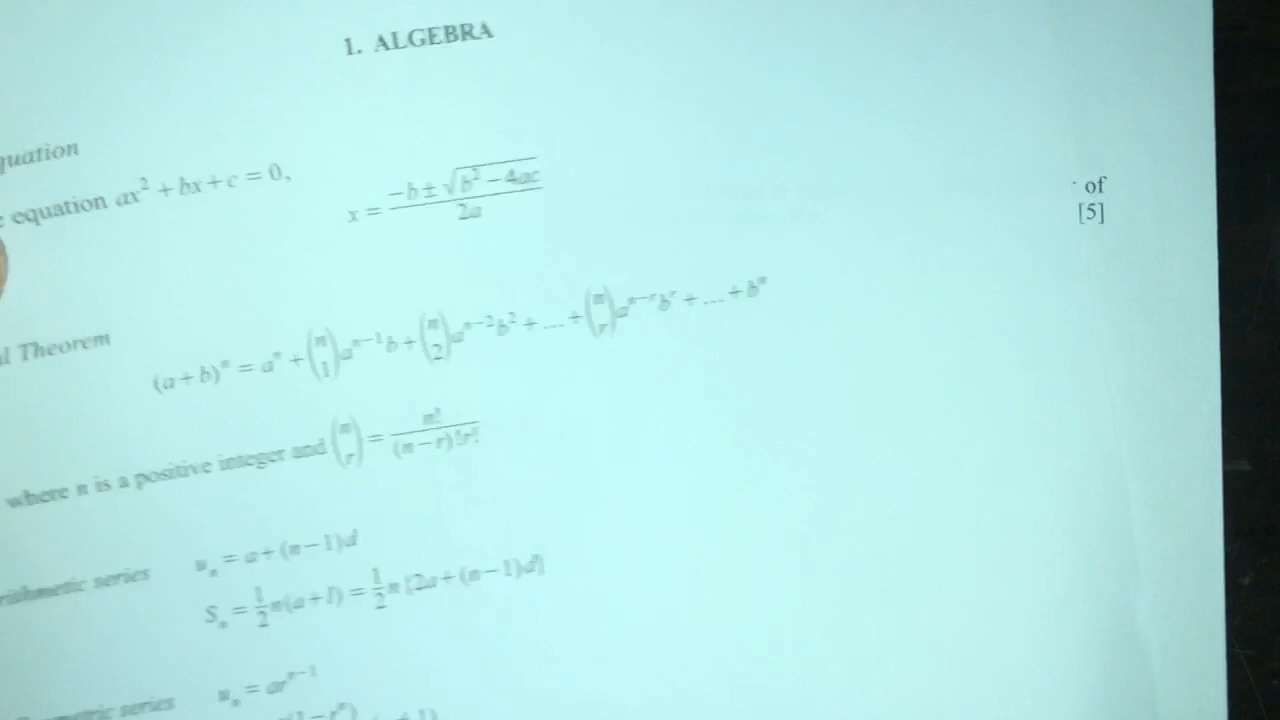 1. ALGEBRA
equation ax² + bx + c = 0,
x = (−b ± √(b² − 4ac)) / 2a
of
[5]
Theorem
(a + b)ⁿ = aⁿ + (n 1) aⁿ⁻¹b + (n 2) aⁿ⁻²b² + … + (n r) aⁿ⁻ʳbʳ + … + bⁿ
where n is a positive integer and (n r) = n! / (n − r)!r!
series uₙ = a + (n − 1)d
Sₙ = ½n(a + l) = ½n{2a + (n − 1)d}
series uₙ = arⁿ⁻¹